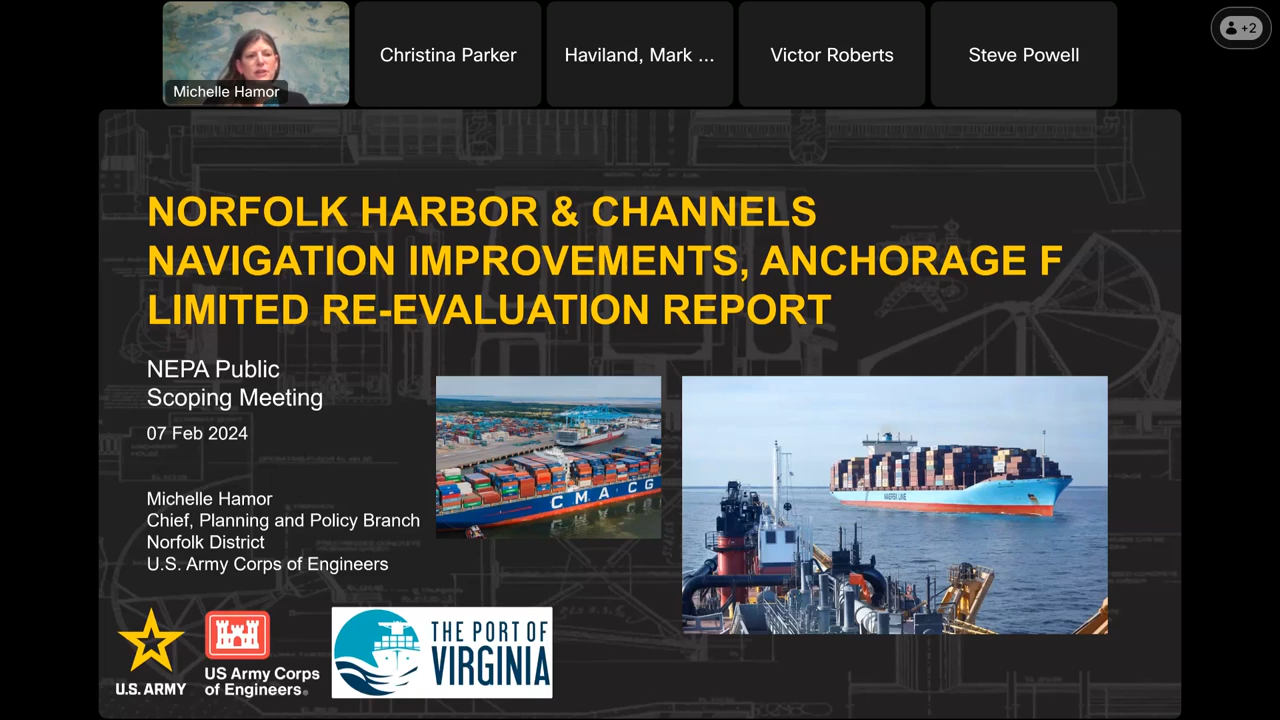 Michelle Hamor
Christina Parker
Haviland, Mark ...
Victor Roberts
Steve Powell
+2
NORFOLK HARBOR & CHANNELS
NAVIGATION IMPROVEMENTS, ANCHORAGE F
LIMITED RE-EVALUATION REPORT
NEPA Public
Scoping Meeting
07 Feb 2024
Michelle Hamor
Chief, Planning and Policy Branch
Norfolk District
U.S. Army Corps of Engineers
CMA CG
MAERSK LINE
U.S. ARMY
US Army Corps
of Engineers®
THE PORT OF
VIRGINIA